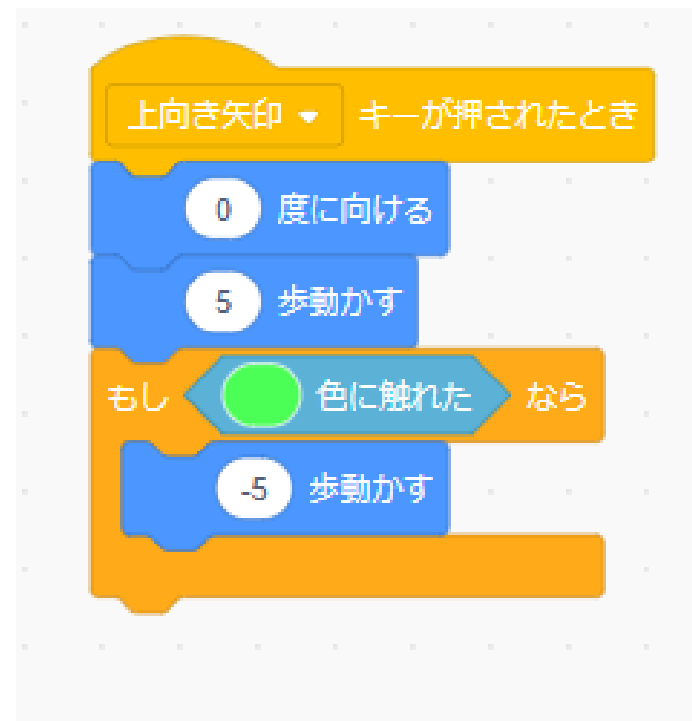 上向き矢印 キーが押されたとき
0 度に向ける
5 歩動かす
もし 色に触れた なら
-5 歩動かす